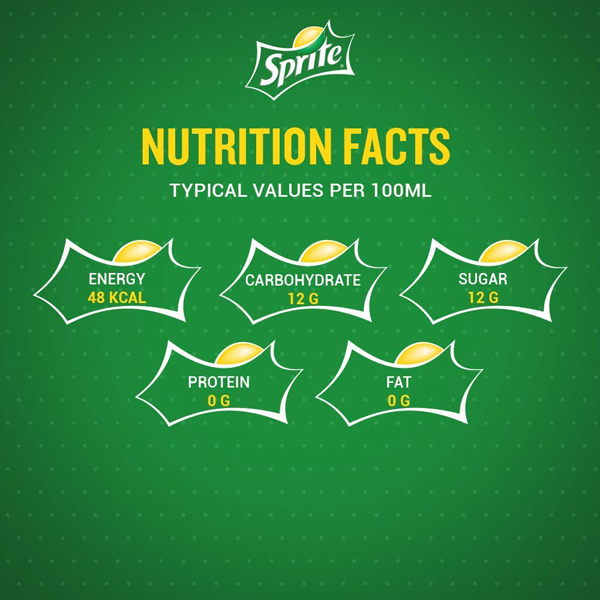 Sprite
NUTRITION FACTS
TYPICAL VALUES PER 100ML
ENERGY
48 KCAL
CARBOHYDRATE
12 G
SUGAR
12 G
PROTEIN
0 G
FAT
0 G